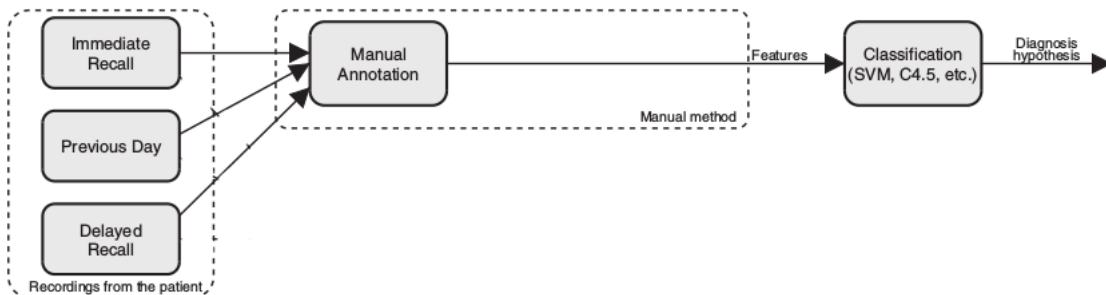 Immediate
Recall
Previous Day
Delayed
Recall
Recordings from the patient
Manual
Annotation
Manual method
Features
Classification
(SVM, C4.5, etc.)
Diagnosis
hypothesis